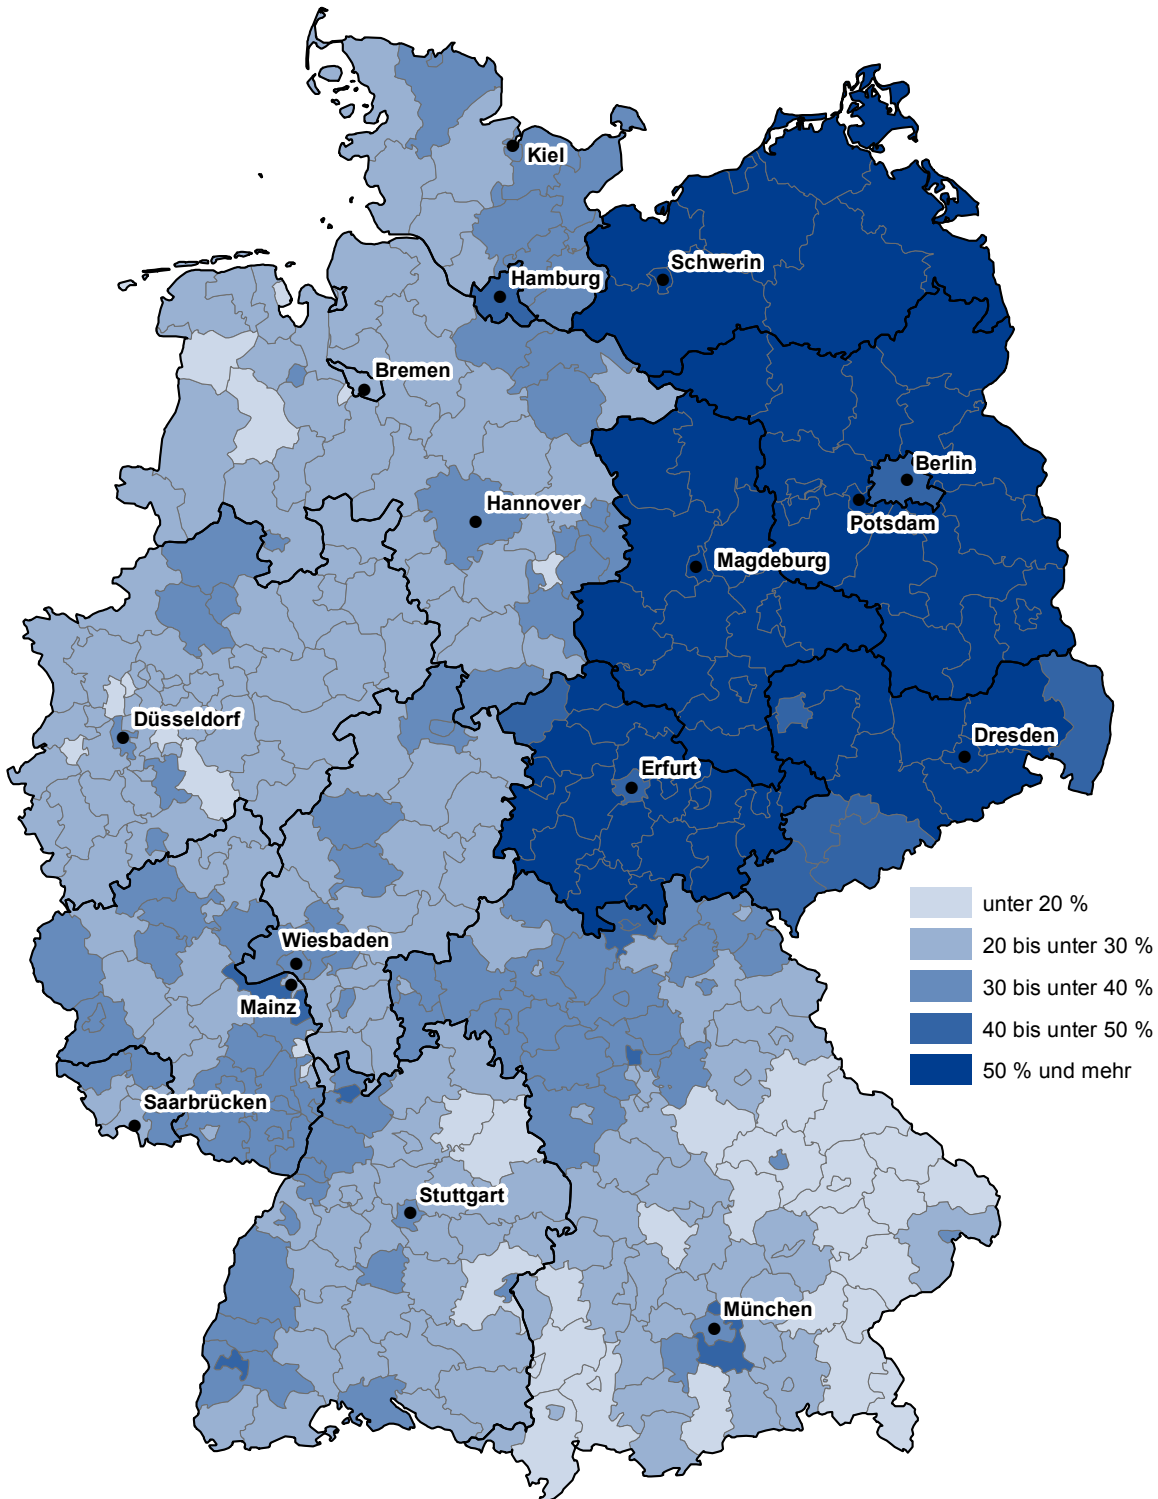 Kiel
Schwerin
Hamburg
Bremen
Berlin
Hannover
Potsdam
Magdeburg
Düsseldorf
Dresden
Erfurt
unter 20 %
Wiesbaden
20 bis unter 30 %
30 bis unter 40 %
Mainz
40 bis unter 50 %
50 % und mehr
Saarbrücken
Stuttgart
München